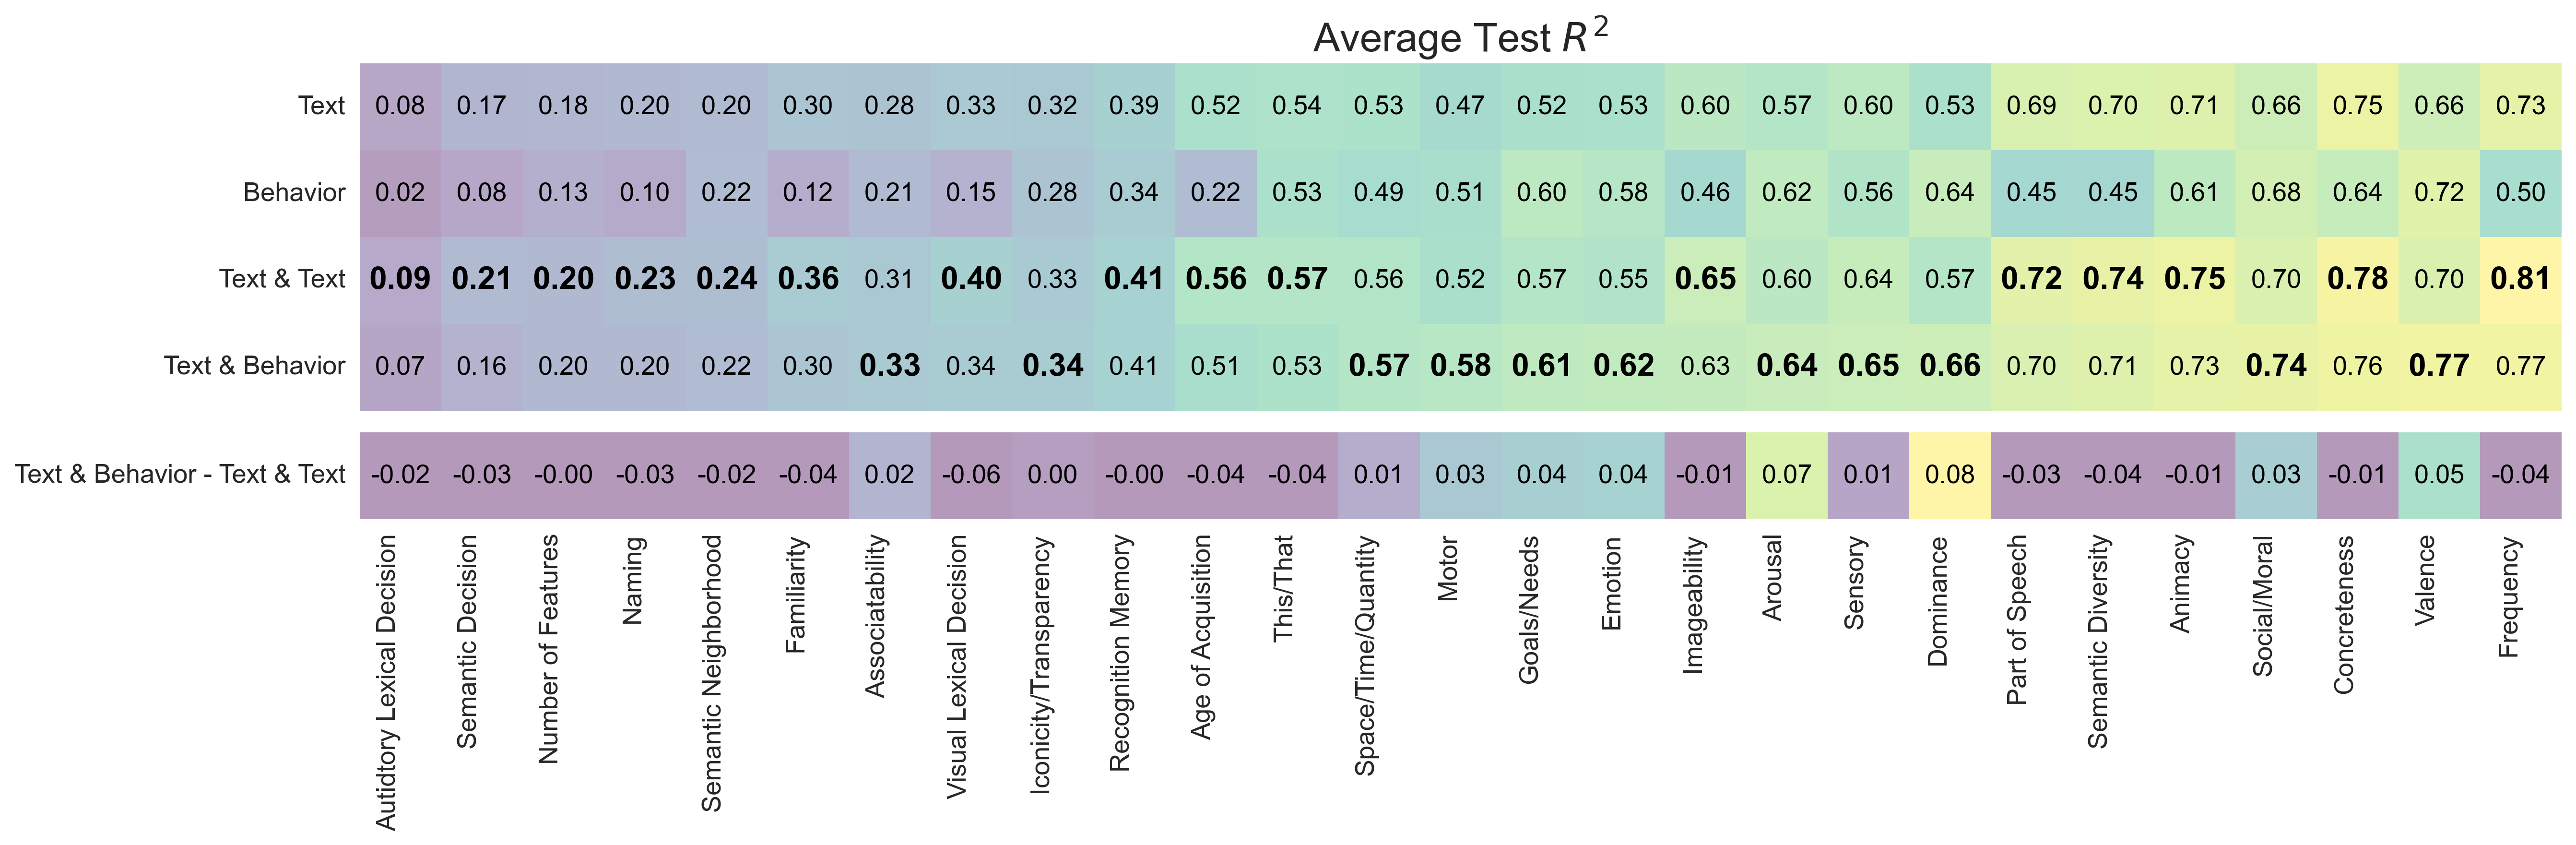 Average Test R²
Text 0.08 0.17 0.18 0.20 0.20 0.30 0.28 0.33 0.32 0.39 0.52 0.54 0.53 0.47 0.52 0.53 0.60 0.57 0.60 0.53 0.69 0.70 0.71 0.66 0.75 0.66 0.73
Behavior 0.02 0.08 0.13 0.10 0.22 0.12 0.21 0.15 0.28 0.34 0.22 0.53 0.49 0.51 0.60 0.58 0.46 0.62 0.56 0.64 0.45 0.45 0.61 0.68 0.64 0.72 0.50
Text & Text 0.09 0.21 0.20 0.23 0.24 0.36 0.31 0.40 0.33 0.41 0.56 0.57 0.56 0.52 0.57 0.55 0.65 0.60 0.64 0.57 0.72 0.74 0.75 0.70 0.78 0.70 0.81
Text & Behavior 0.07 0.16 0.20 0.20 0.22 0.30 0.33 0.34 0.34 0.41 0.51 0.53 0.57 0.58 0.61 0.62 0.63 0.64 0.65 0.66 0.70 0.71 0.73 0.74 0.76 0.77 0.77
Text & Behavior - Text & Text -0.02 -0.03 -0.00 -0.03 -0.02 -0.04 0.02 -0.06 0.00 -0.00 -0.04 -0.04 0.01 0.03 0.04 0.04 -0.01 0.07 0.01 0.08 -0.03 -0.04 -0.01 0.03 -0.01 0.05 -0.04
Autidtory Lexical Decision
Semantic Decision
Number of Features
Naming
Semantic Neighborhood
Familiarity
Associatability
Visual Lexical Decision
Iconicity/Transparency
Recognition Memory
Age of Acquisition
This/That
Space/Time/Quantity
Motor
Goals/Needs
Emotion
Imageability
Arousal
Sensory
Dominance
Part of Speech
Semantic Diversity
Animacy
Social/Moral
Concreteness
Valence
Frequency